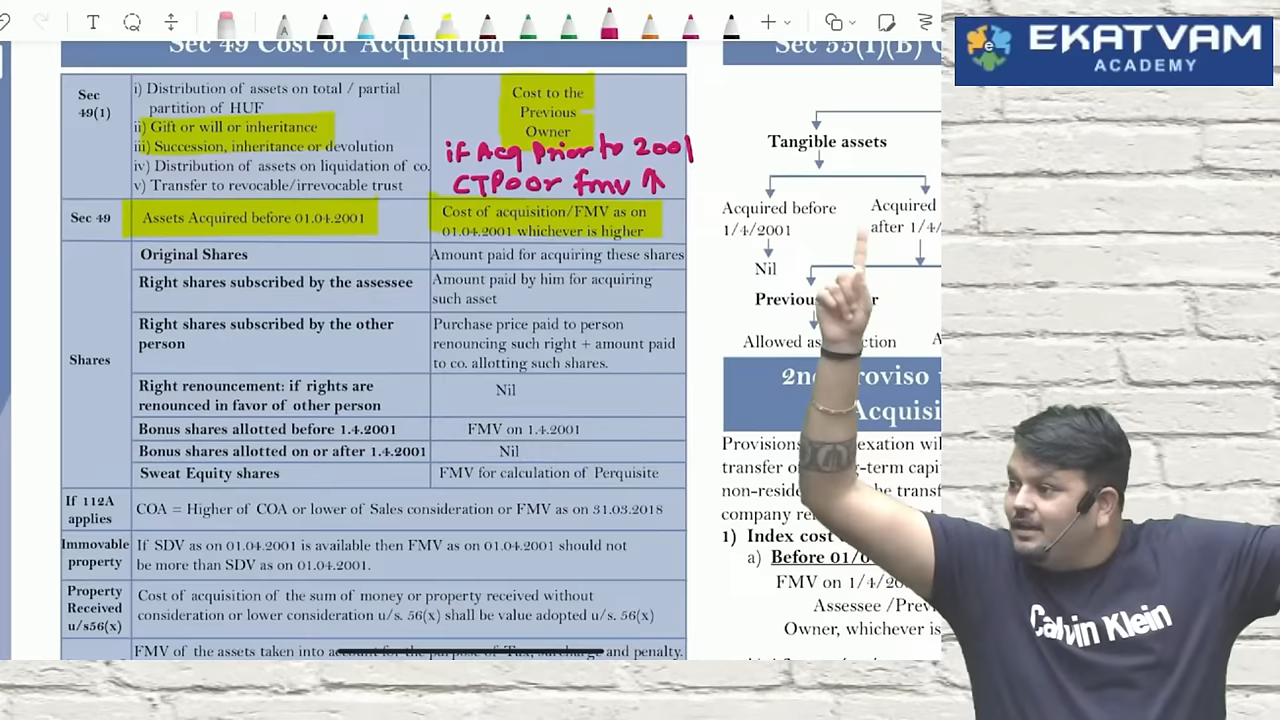 EKATVAM
ACADEMY
Sec 49 Cost of Acquisition
Sec 49(1)
i) Distribution of assets on total / partial
partition of HUF
ii) Gift or will or inheritance
iii) Succession, inheritance or devolution
iv) Distribution of assets on liquidation of co.
v) Transfer to revocable/irrevocable trust
Cost to the
Previous
Owner
if Acq Prior to 2001
CTPO or fmv ↑
Sec 49
Assets Acquired before 01.04.2001
Cost of acquisition/FMV as on
01.04.2001 whichever is higher
Shares
Original Shares
Amount paid for acquiring these shares
Right shares subscribed by the assessee
Amount paid by him for acquiring
such asset
Right shares subscribed by the other
person
Purchase price paid to person
renouncing such right + amount paid
to co. allotting such shares.
Right renouncement: if rights are
renounced in favor of other person
Nil
Bonus shares allotted before 1.4.2001
FMV on 1.4.2001
Bonus shares allotted on or after 1.4.2001
Nil
Sweat Equity shares
FMV for calculation of Perquisite
If 112A
applies
COA = Higher of COA or lower of Sales consideration or FMV as on 31.03.2018
Immovable
property
If SDV as on 01.04.2001 is available then FMV as on 01.04.2001 should not
be more than SDV as on 01.04.2001.
Property
Received
u/s56(x)
Cost of acquisition of the sum of money or property received without
consideration or lower consideration u/s. 56(x) shall be value adopted u/s. 56(x)
FMV of the assets taken into account for the purpose of Tax, surcharge and penalty.
Sec 55(1)(B)
Tangible assets
Acquired before
1/4/2001
Acquired
after 1/4/
Nil
Allowed
2nd
Provisions
transfer of
non-resid
company re
1) Index cost
a) Before 01/0
FMV on 1/4/20
Assessee /Prev
Owner, whichever is
Calvin Klein